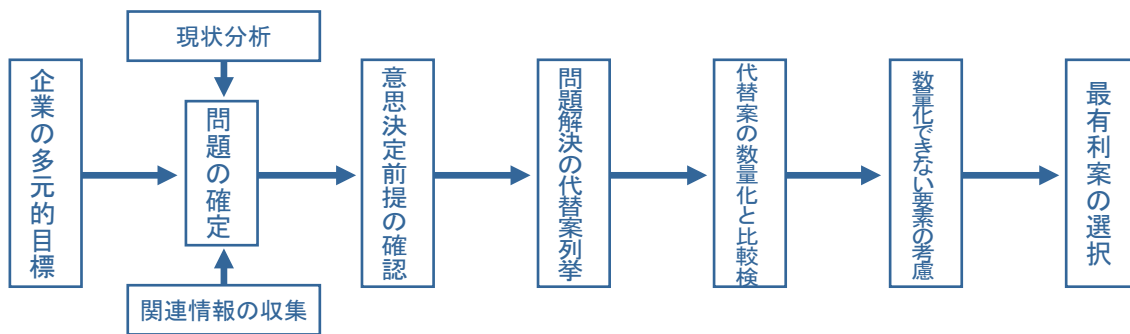 現状分析
企業の多元的目標
問題の確定
関連情報の収集
意思決定前提の確認
問題解決の代替案列挙
代替案の数量化と比較検
数量化できない要素の考慮
最有利案の選択